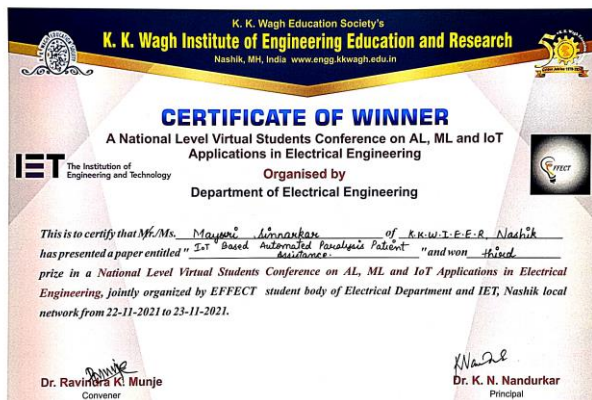 K. K. Wagh Education Society's
K. K. Wagh Institute of Engineering Education and Research
Nashik, MH, India www.engg.kkwagh.edu.in
CERTIFICATE OF WINNER
A National Level Virtual Students Conference on AL, ML and IoT
Applications in Electrical Engineering
IET The Institution of
Engineering and Technology
EFFECT
Organised by
Department of Electrical Engineering
This is to certify that Mr./Ms. Mayuri Sinnarkar of K.K.W.I.E.E.R, Nashik
has presented a paper entitled " IoT Based Automated Paralysis Patient
assistance. " and won third
prize in a National Level Virtual Students Conference on AL, ML and IoT Applications in Electrical
Engineering, jointly organized by EFFECT student body of Electrical Department and IET, Nashik local
network from 22-11-2021 to 23-11-2021.
Dr. Ravindra K. Munje
Convener
Dr. K. N. Nandurkar
Principal